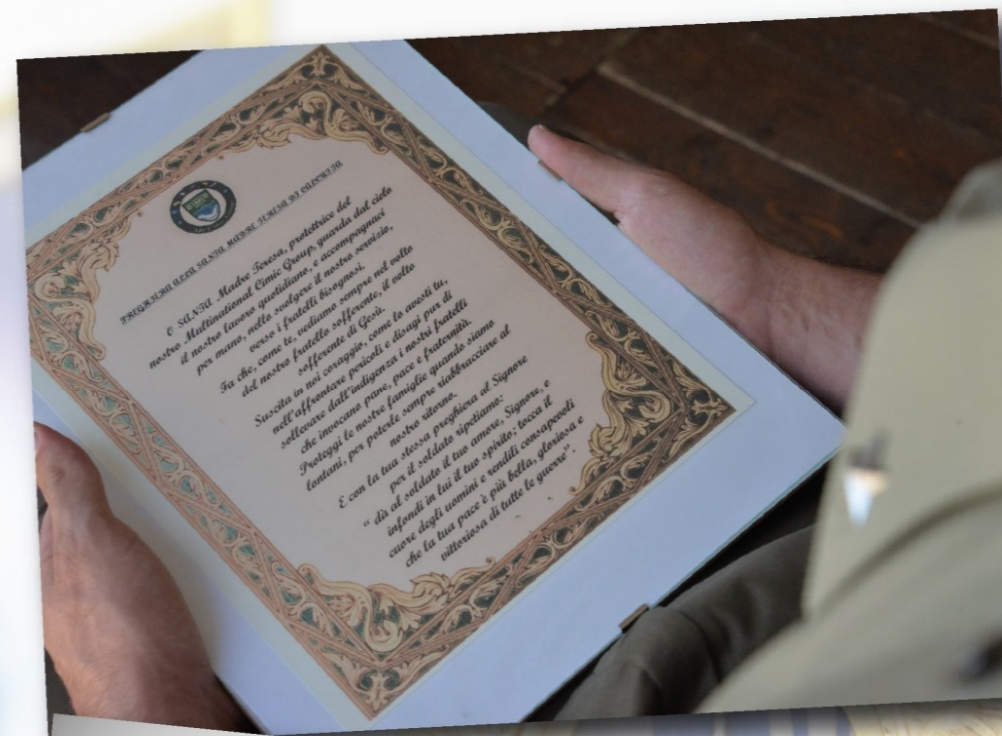 PREGHIERA ALLA SANTA MADRE TERESA DI CALCUTTA
O SANTA Madre Teresa, protettrice del
nostro Multinational Cimic Group, guarda dal cielo
il nostro lavoro quotidiano, e accompagnaci
per mano, nello svolgere il nostro servizio,
verso i fratelli bisognosi.
Fa che, come te, vediamo sempre nel volto
del nostro fratello sofferente, il volto
sofferente di Gesù.
Suscita in noi coraggio, come lo avesti tu,
nell'affrontare pericoli e disagi pur di
sollevare dall'indigenza i nostri fratelli
che invocano pane, pace e fraternità.
Proteggi le nostre famiglie quando siamo
lontani, per poterle sempre riabbracciare al
nostro ritorno.
E con la tua stessa preghiera al Signore
per il soldato ripetiamo:
“ dià al soldato il tuo amore, Signore, e
infondi in lui il tuo spirito; tocca il
cuore degli uomini e rendili consapevoli
che la tua pace è più bella, gloriosa e
vittoriosa di tutte le guerre”.